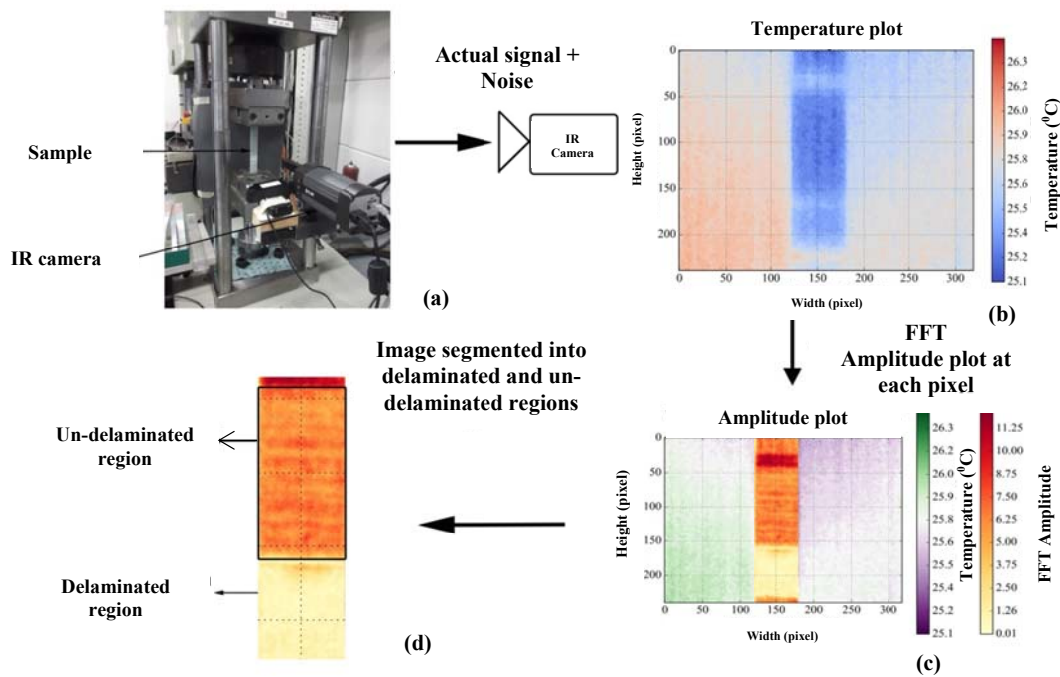 Sample
IR camera
(a)
Actual signal +
Noise
IR
Camera
Temperature plot
0
50
100
150
200
Height (pixel)
0
50
100
150
200
250
300
Width (pixel)
26.3
26.2
26.0
25.9
25.8
25.6
25.5
25.4
25.2
25.1
Temperature (⁰C)
(b)
FFT
Amplitude plot at
each pixel
Amplitude plot
0
50
100
150
200
Height (pixel)
0
50
100
150
200
250
300
Width (pixel)
26.3
26.2
26.0
25.9
25.8
25.6
25.5
25.4
25.2
25.1
Temperature (⁰C)
11.25
10.00
8.75
7.50
6.25
5.00
3.75
2.50
1.26
0.01
FFT Amplitude
(c)
Image segmented into
delaminated and un-
delaminated regions
Un-delaminated
region
Delaminated
region
(d)